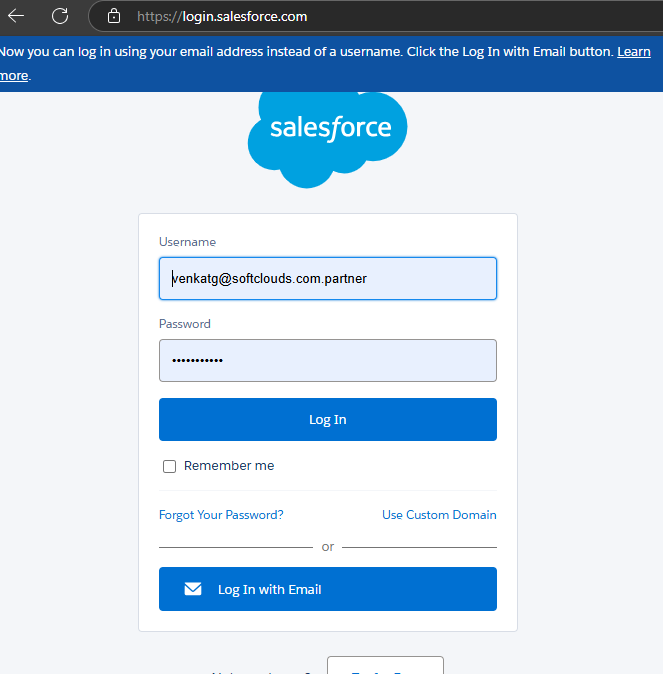 https://login.salesforce.com
Now you can log in using your email address instead of a username. Click the Log In with Email button. Learn
more.
salesforce
Username
venkatg@softclouds.com.partner
Password
•••••••••••
Log In
Remember me
Forgot Your Password? Use Custom Domain
or
Log In with Email